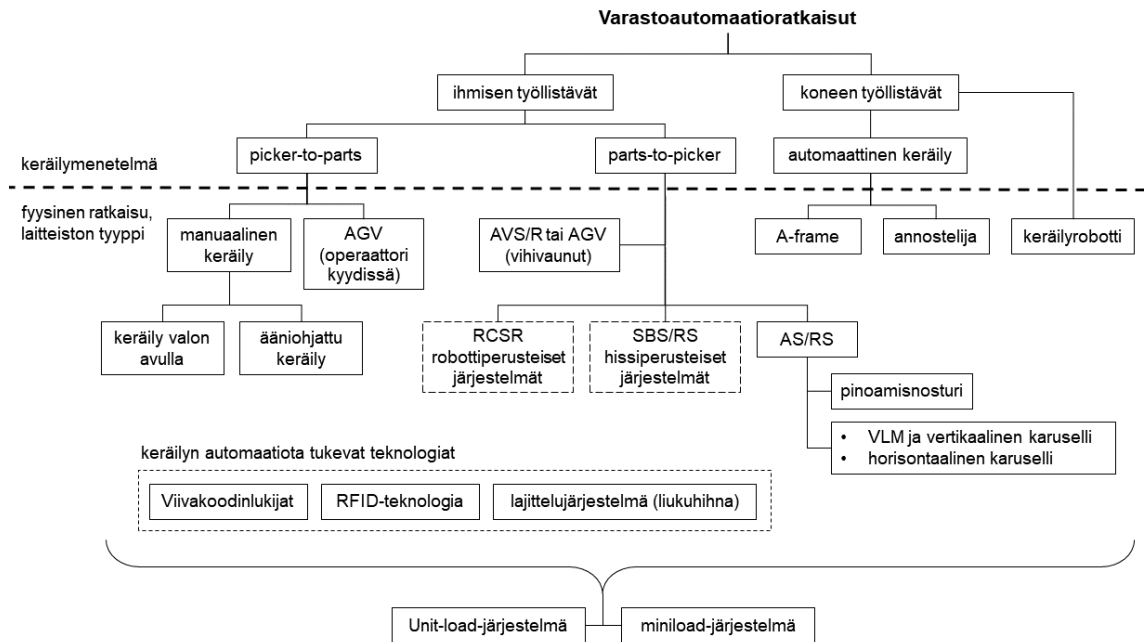 Varastoautomaatioratkaisut
ihmisen työllistävät
koneen työllistävät
keräilymenetelmä
picker-to-parts
parts-to-picker
automaattinen keräily
fyysinen ratkaisu,
laitteiston tyyppi
manuaalinen
keräily
AGV
(operaattori
kyydissä)
AVS/R tai AGV
(vihivaunut)
A-frame
annostelija
keräilyrobotti
keräily valon
avulla
ääniohjattu
keräily
RCSR
robottiperusteiset
järjestelmät
SBS/RS
hissiperusteiset
järjestelmät
AS/RS
pinoamisnosturi
• VLM ja vertikaalinen karuselli
• horisontaalinen karuselli
keräilyn automaatiota tukevat teknologiat
Viivakoodinlukijat
RFID-teknologia
lajittelujärjestelmä (liukuhihna)
Unit-load-järjestelmä
miniload-järjestelmä